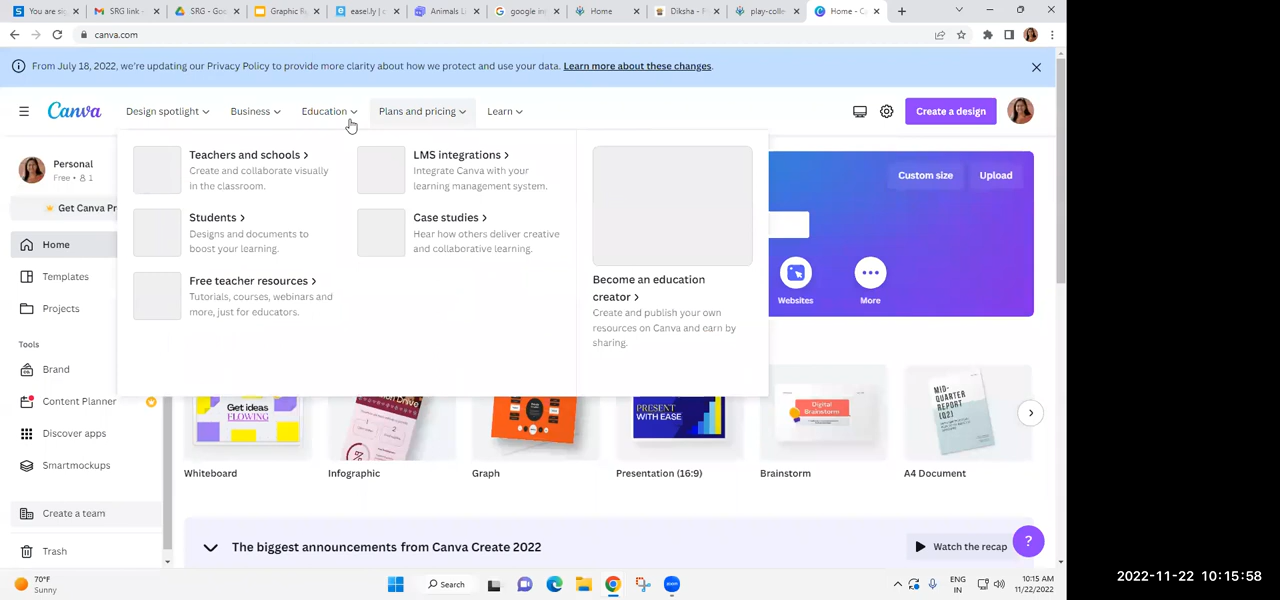 You are sig
SRG link -
SRG - Goo
Graphic R
easel.ly | c
Animals Li
google in
Home
Diksha - P
play-colle
Home - C
canva.com
From July 18, 2022, we're updating our Privacy Policy to provide more clarity about how we protect and use your data. Learn more about these changes.
Canva
Design spotlight
Business
Education
Plans and pricing
Learn
Create a design
Personal
Free • 1
Get Canva Pr
Home
Templates
Projects
Tools
Brand
Content Planner
Discover apps
Smartmockups
Create a team
Trash
Teachers and schools
Create and collaborate visually
in the classroom.
Students
Designs and documents to
boost your learning.
Free teacher resources
Tutorials, courses, webinars and
more, just for educators.
LMS integrations
Integrate Canva with your
learning management system.
Case studies
Hear how others deliver creative
and collaborative learning.
Become an education
creator
Create and publish your own
resources on Canva and earn by
sharing.
Custom size
Upload
Websites
More
Get ideas
FLOWING
PRESENT
WITH EASE
Digital
Brainstorm
MID-
QUARTER
REPORT
(Q2)
Whiteboard
Infographic
Graph
Presentation (16:9)
Brainstorm
A4 Document
The biggest announcements from Canva Create 2022
Watch the recap
?
70°F
Sunny
Search
ENG
IN
10:15 AM
11/22/2022
2022-11-22 10:15:58